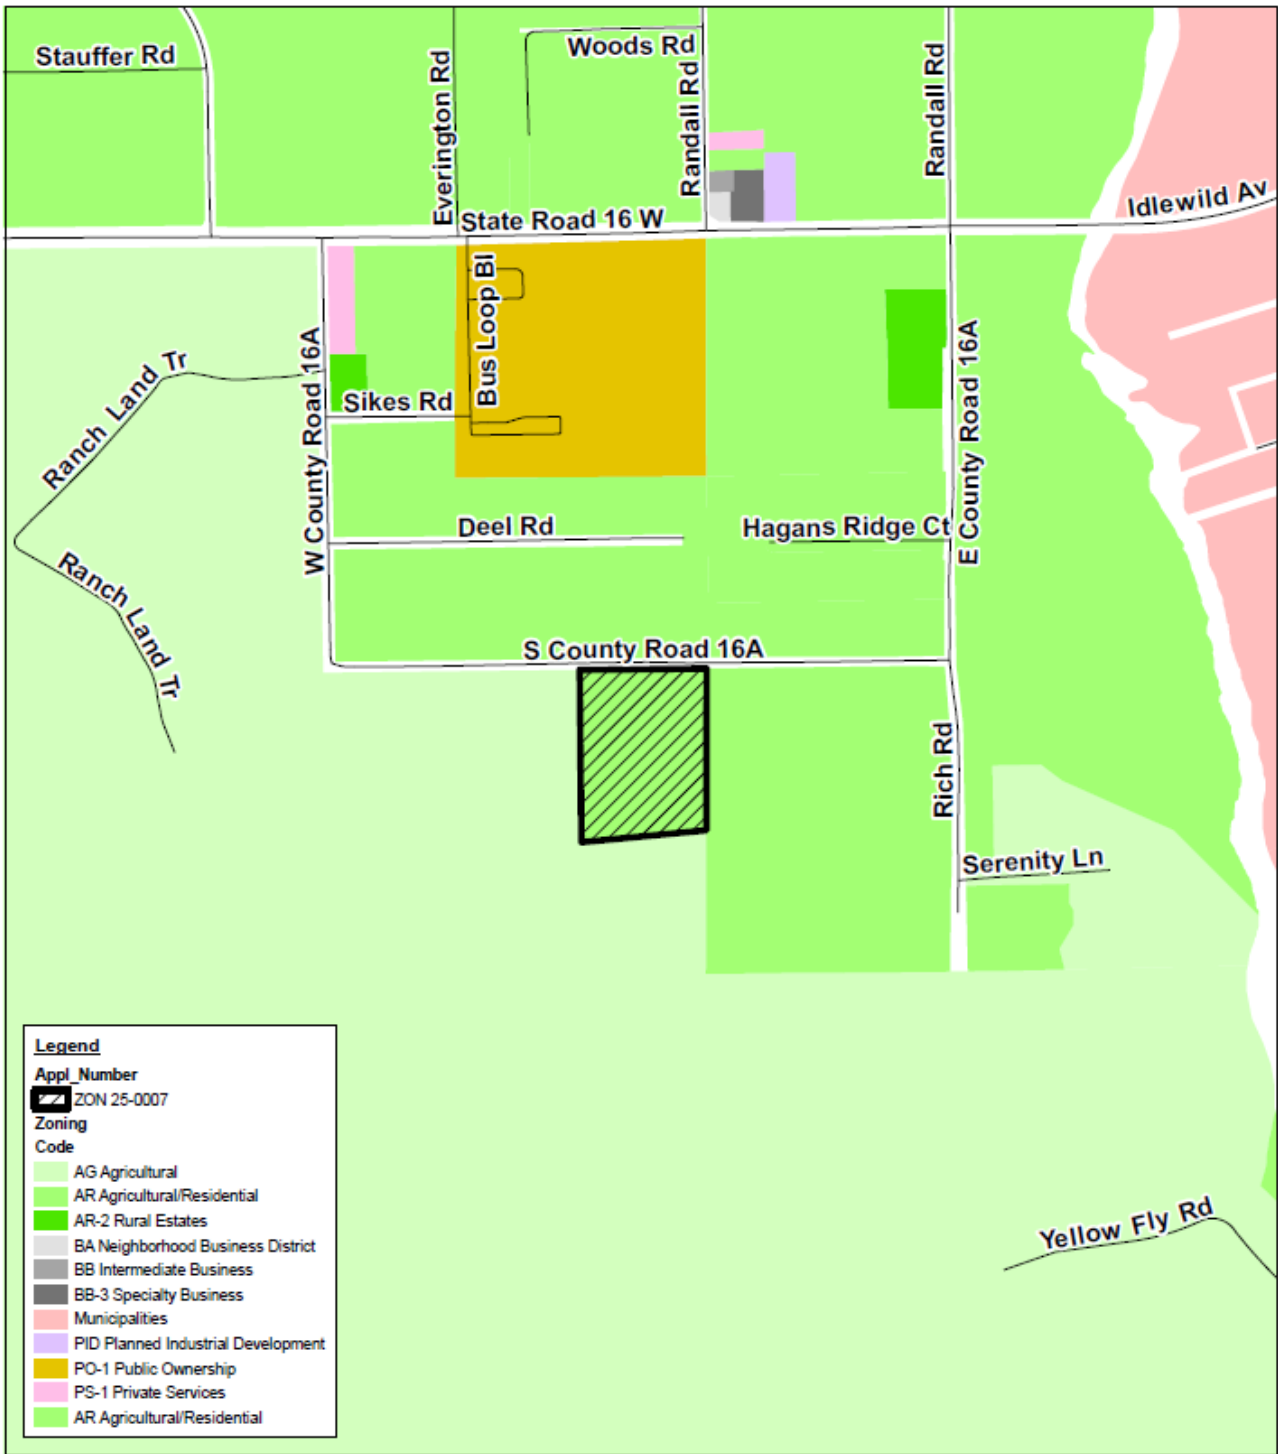 Stauffer Rd
Everington Rd
Woods Rd
Randall Rd
Randall Rd
Idlewild Av
State Road 16 W
Bus Loop Bl
W County Road 16A
Ranch Land Tr
Sikes Rd
E County Road 16A
Ranch Land Tr
Deel Rd
Hagans Ridge Ct
S County Road 16A
Rich Rd
Serenity Ln
Yellow Fly Rd
Legend
Appl_Number
ZON 25-0007
Zoning
Code
AG Agricultural
AR Agricultural/Residential
AR-2 Rural Estates
BA Neighborhood Business District
BB Intermediate Business
BB-3 Specialty Business
Municipalities
PID Planned Industrial Development
PO-1 Public Ownership
PS-1 Private Services
AR Agricultural/Residential